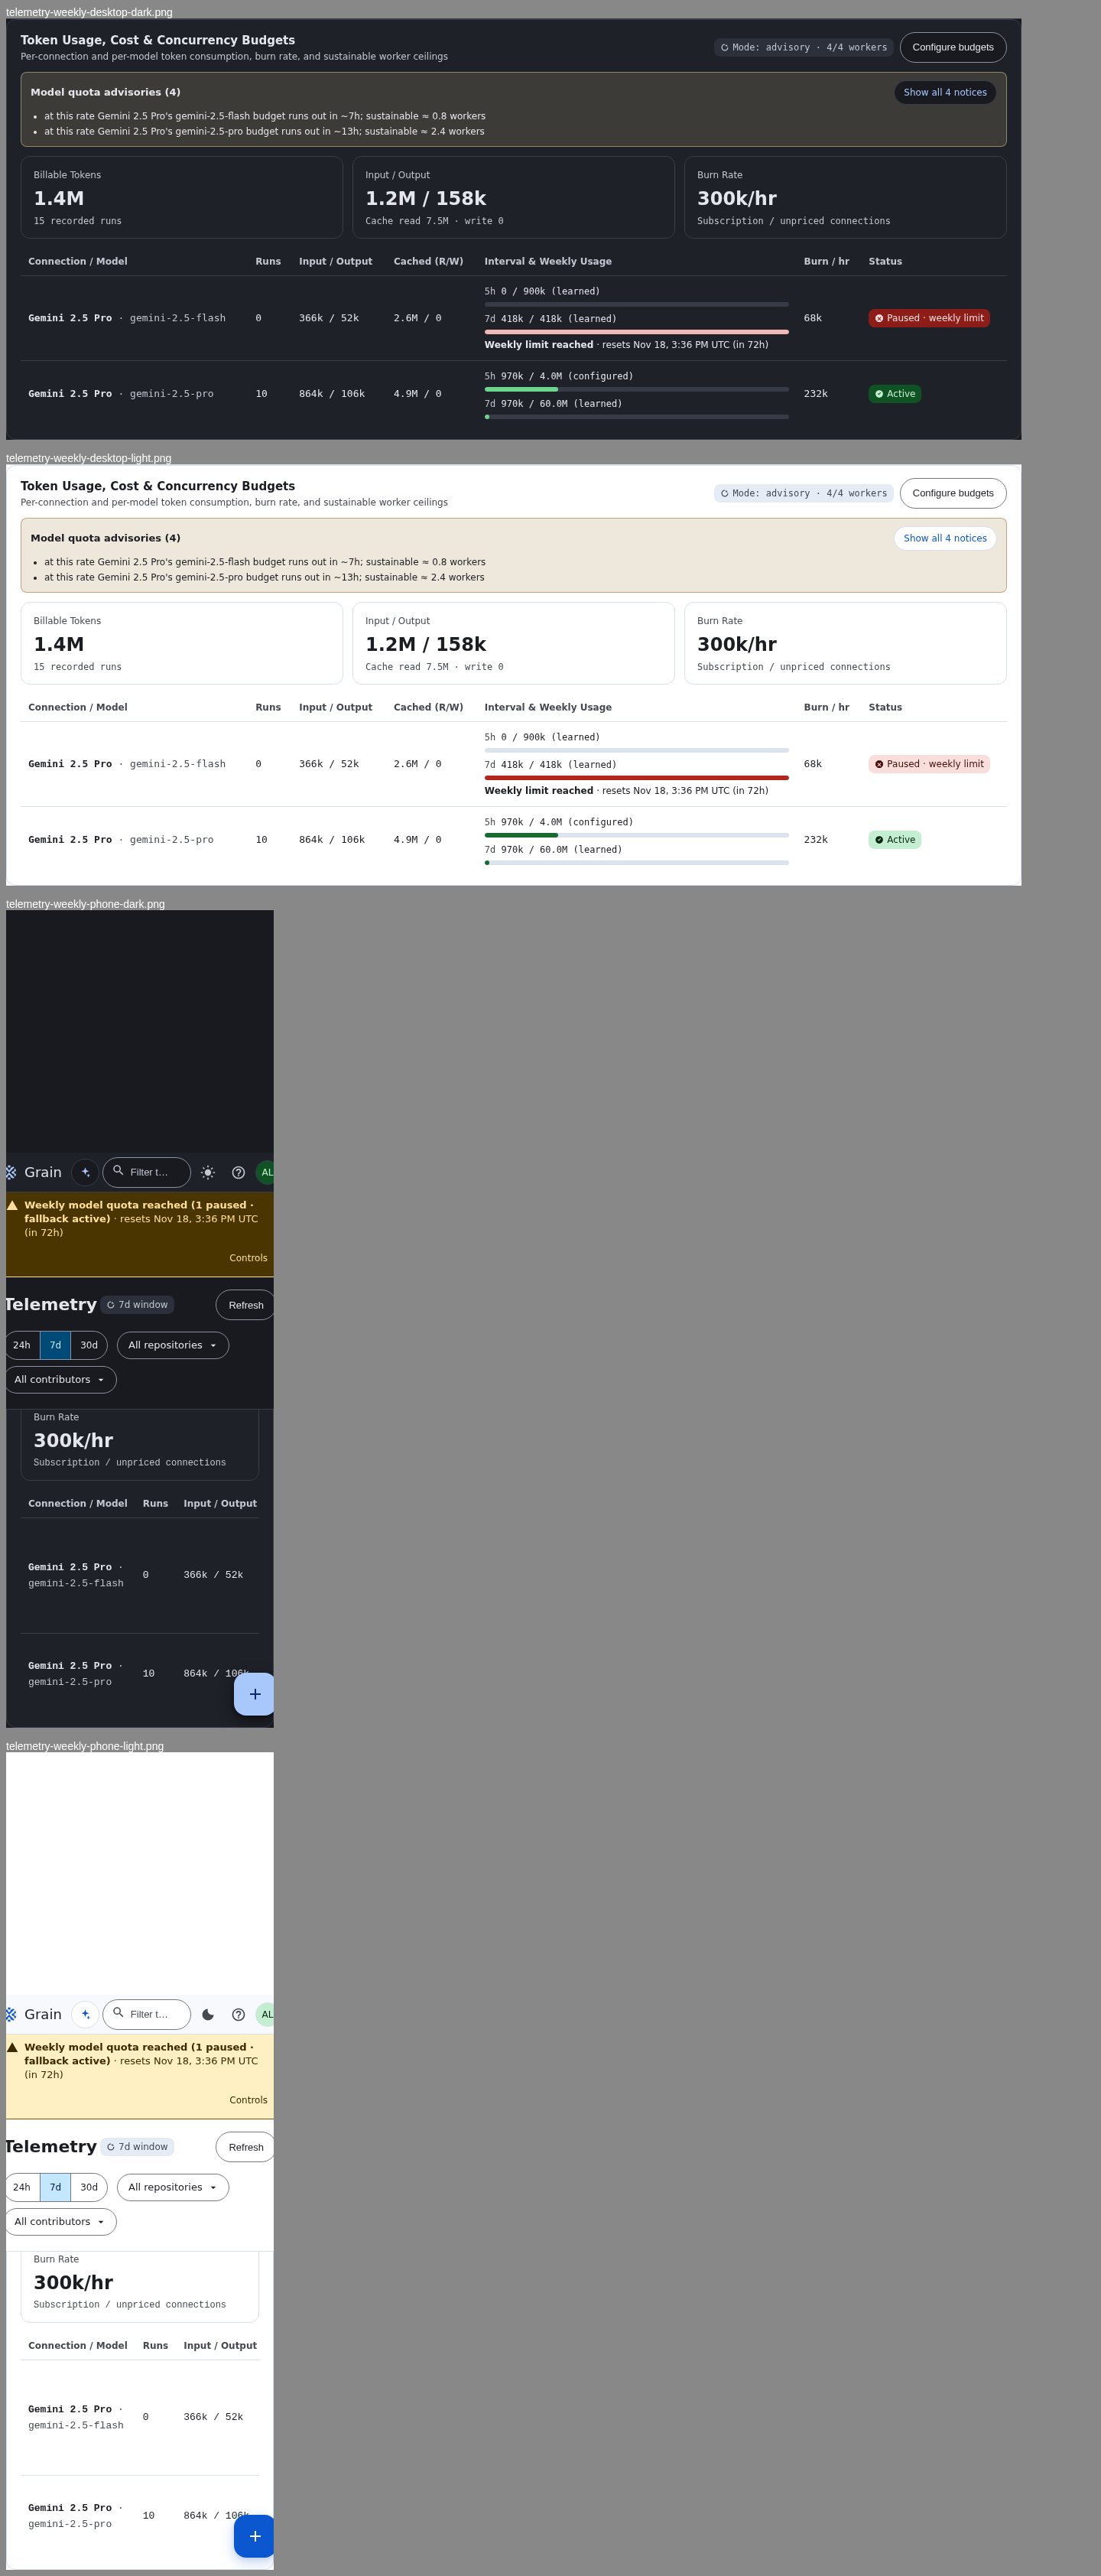 telemetry-weekly-desktop-dark.png
Token Usage, Cost & Concurrency Budgets
Per-connection and per-model token consumption, burn rate, and sustainable worker ceilings
Mode: advisory · 4/4 workers
Configure budgets
Model quota advisories (4)
Show all 4 notices
• at this rate Gemini 2.5 Pro's gemini-2.5-flash budget runs out in ~7h; sustainable ≈ 0.8 workers
• at this rate Gemini 2.5 Pro's gemini-2.5-pro budget runs out in ~13h; sustainable ≈ 2.4 workers
Billable Tokens
1.4M
15 recorded runs
Input / Output
1.2M / 158k
Cache read 7.5M · write 0
Burn Rate
300k/hr
Subscription / unpriced connections
Connection / Model Runs Input / Output Cached (R/W) Interval & Weekly Usage Burn / hr Status
5h 0 / 900k (learned)
Gemini 2.5 Pro · gemini-2.5-flash 0 366k / 52k 2.6M / 0 7d 418k / 418k (learned) 68k Paused · weekly limit
Weekly limit reached · resets Nov 18, 3:36 PM UTC (in 72h)
5h 970k / 4.0M (configured)
Gemini 2.5 Pro · gemini-2.5-pro 10 864k / 106k 4.9M / 0 232k Active
7d 970k / 60.0M (learned)
telemetry-weekly-desktop-light.png
Token Usage, Cost & Concurrency Budgets
Per-connection and per-model token consumption, burn rate, and sustainable worker ceilings
Mode: advisory · 4/4 workers
Configure budgets
Model quota advisories (4)
Show all 4 notices
• at this rate Gemini 2.5 Pro's gemini-2.5-flash budget runs out in ~7h; sustainable ≈ 0.8 workers
• at this rate Gemini 2.5 Pro's gemini-2.5-pro budget runs out in ~13h; sustainable ≈ 2.4 workers
Billable Tokens
1.4M
15 recorded runs
Input / Output
1.2M / 158k
Cache read 7.5M · write 0
Burn Rate
300k/hr
Subscription / unpriced connections
Connection / Model Runs Input / Output Cached (R/W) Interval & Weekly Usage Burn / hr Status
5h 0 / 900k (learned)
Gemini 2.5 Pro · gemini-2.5-flash 0 366k / 52k 2.6M / 0 7d 418k / 418k (learned) 68k Paused · weekly limit
Weekly limit reached · resets Nov 18, 3:36 PM UTC (in 72h)
5h 970k / 4.0M (configured)
Gemini 2.5 Pro · gemini-2.5-pro 10 864k / 106k 4.9M / 0 232k Active
7d 970k / 60.0M (learned)
telemetry-weekly-phone-dark.png
Grain Filter t… AL
Weekly model quota reached (1 paused ·
fallback active) · resets Nov 18, 3:36 PM UTC
(in 72h)
Controls
Telemetry 7d window Refresh
24h 7d 30d All repositories
All contributors
Burn Rate
300k/hr
Subscription / unpriced connections
Connection / Model Runs Input / Output
Gemini 2.5 Pro ·
gemini-2.5-flash
0 366k / 52k
Gemini 2.5 Pro ·
gemini-2.5-pro
10 864k / 106k
telemetry-weekly-phone-light.png
Grain Filter t… AL
Weekly model quota reached (1 paused ·
fallback active) · resets Nov 18, 3:36 PM UTC
(in 72h)
Controls
Telemetry 7d window Refresh
24h 7d 30d All repositories
All contributors
Burn Rate
300k/hr
Subscription / unpriced connections
Connection / Model Runs Input / Output
Gemini 2.5 Pro ·
gemini-2.5-flash
0 366k / 52k
Gemini 2.5 Pro ·
gemini-2.5-pro
10 864k / 106k